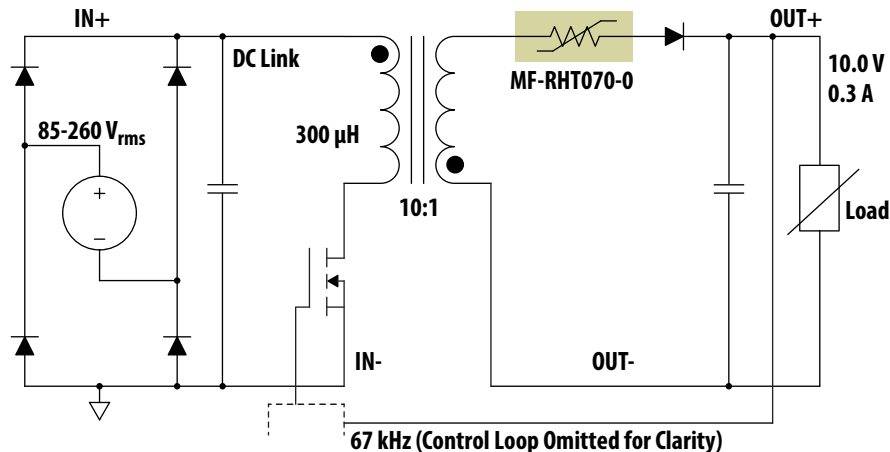 IN+
OUT+
DC Link
10.0 V
0.3 A
MF-RHT070-0
85-260 Vrms
300 µH
+
−
10:1
Load
IN-
OUT-
67 kHz (Control Loop Omitted for Clarity)